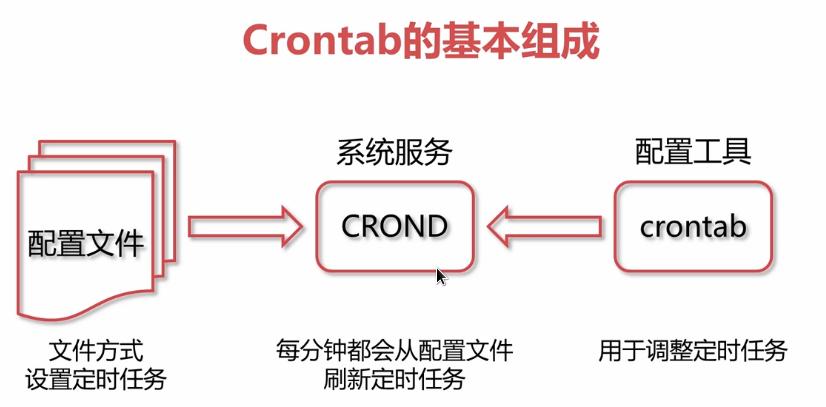 Crontab的基本组成
系统服务
配置工具
配置文件
CROND
crontab
文件方式
设置定时任务
每分钟都会从配置文件
刷新定时任务
用于调整定时任务